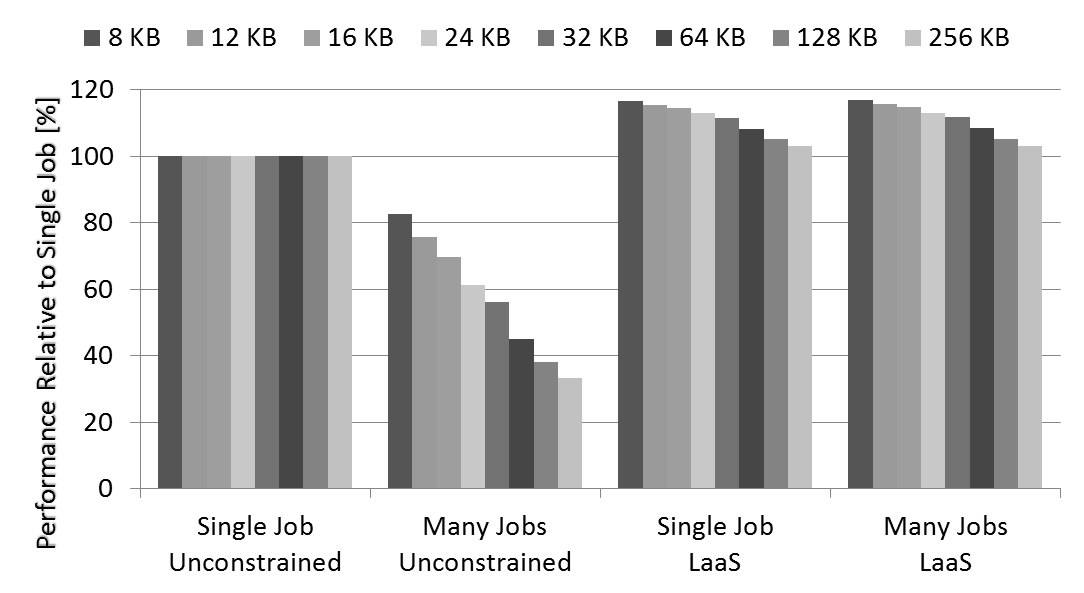 8 KB 12 KB 16 KB 24 KB 32 KB 64 KB 128 KB 256 KB
Performance Relative to Single Job [%]
120
100
80
60
40
20
0
Single Job
Unconstrained
Many Jobs
Unconstrained
Single Job
LaaS
Many Jobs
LaaS